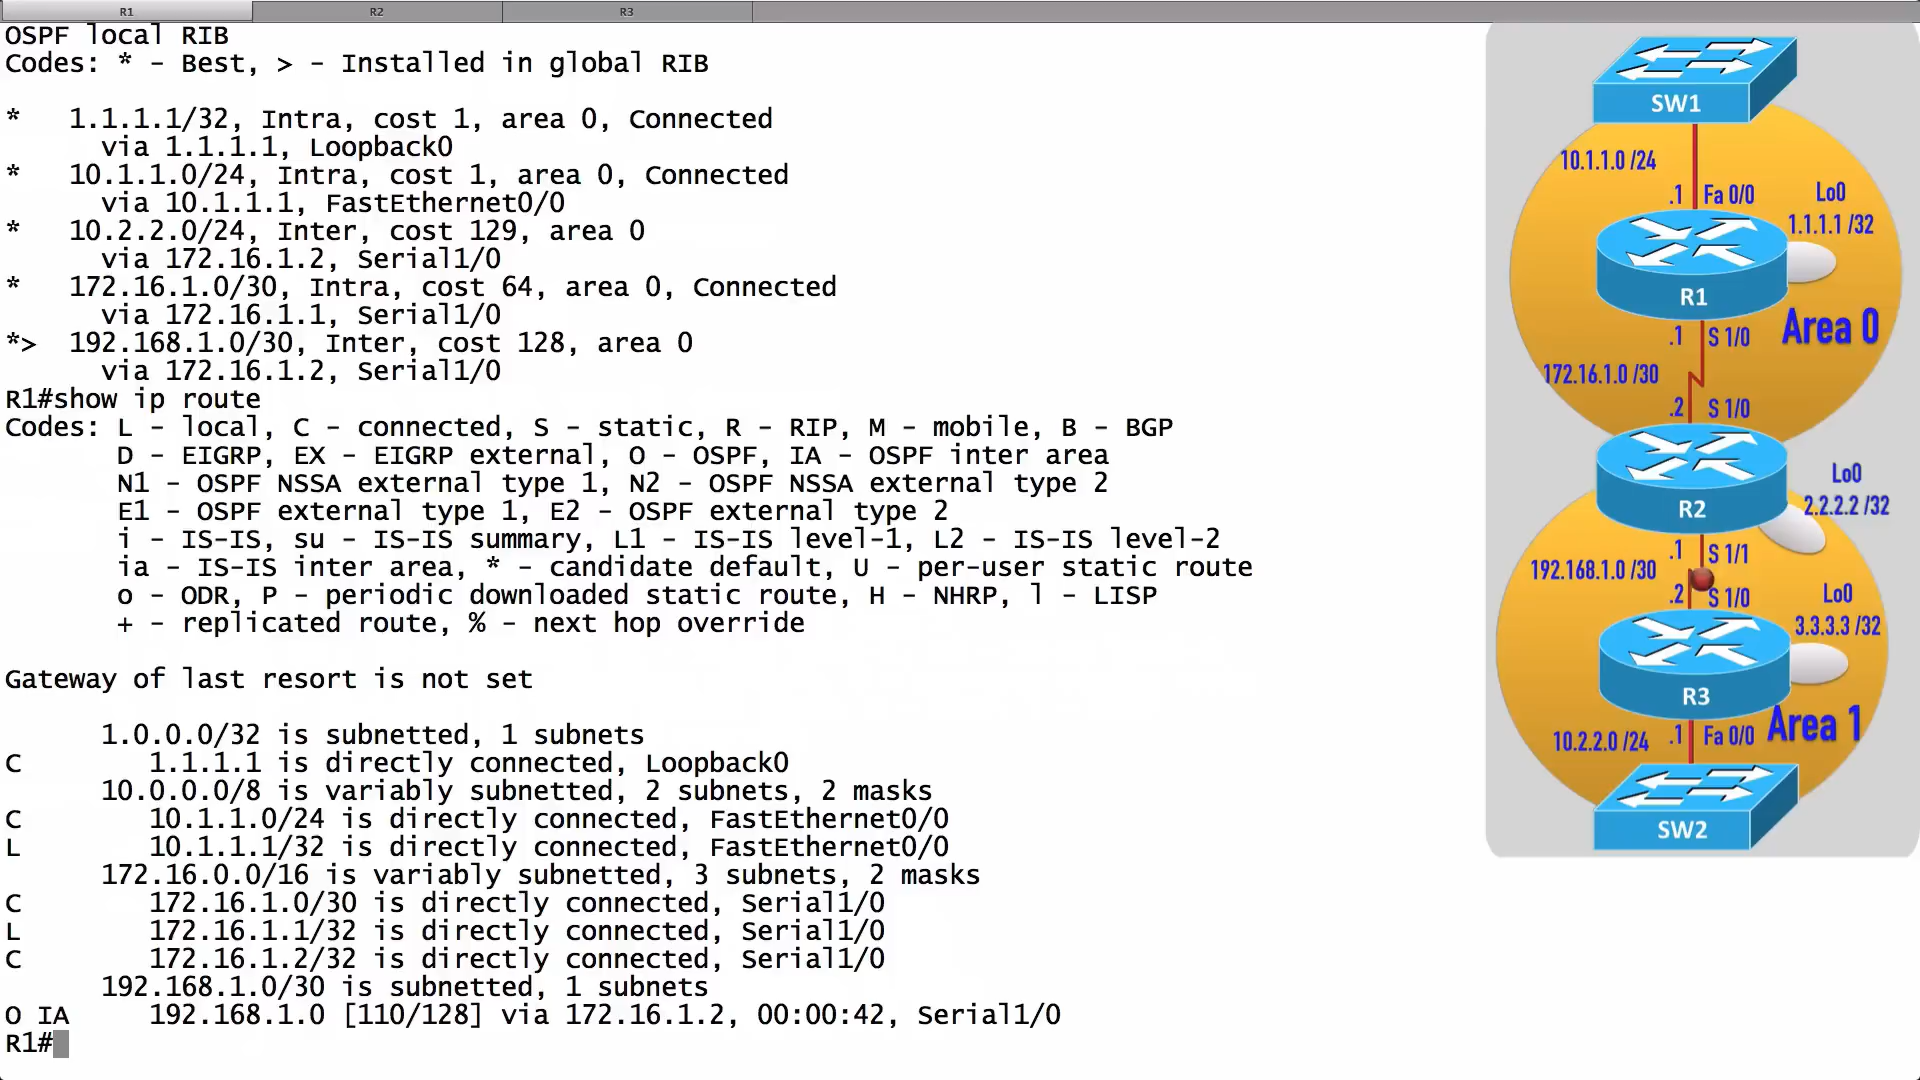 R1
R2
R3
OSPF local RIB
Codes: * - Best, > - Installed in global RIB
*   1.1.1.1/32, Intra, cost 1, area 0, Connected
      via 1.1.1.1, Loopback0
*   10.1.1.0/24, Intra, cost 1, area 0, Connected
      via 10.1.1.1, FastEthernet0/0
*   10.2.2.0/24, Inter, cost 129, area 0
      via 172.16.1.2, Serial1/0
*   172.16.1.0/30, Intra, cost 64, area 0, Connected
      via 172.16.1.1, Serial1/0
*>  192.168.1.0/30, Inter, cost 128, area 0
      via 172.16.1.2, Serial1/0
R1#show ip route
Codes: L - local, C - connected, S - static, R - RIP, M - mobile, B - BGP
       D - EIGRP, EX - EIGRP external, O - OSPF, IA - OSPF inter area
       N1 - OSPF NSSA external type 1, N2 - OSPF NSSA external type 2
       E1 - OSPF external type 1, E2 - OSPF external type 2
       i - IS-IS, su - IS-IS summary, L1 - IS-IS level-1, L2 - IS-IS level-2
       ia - IS-IS inter area, * - candidate default, U - per-user static route
       o - ODR, P - periodic downloaded static route, H - NHRP, l - LISP
       + - replicated route, % - next hop override
Gateway of last resort is not set
      1.0.0.0/32 is subnetted, 1 subnets
C        1.1.1.1 is directly connected, Loopback0
      10.0.0.0/8 is variably subnetted, 2 subnets, 2 masks
C        10.1.1.0/24 is directly connected, FastEthernet0/0
L        10.1.1.1/32 is directly connected, FastEthernet0/0
      172.16.0.0/16 is variably subnetted, 3 subnets, 2 masks
C        172.16.1.0/30 is directly connected, Serial1/0
L        172.16.1.1/32 is directly connected, Serial1/0
C        172.16.1.2/32 is directly connected, Serial1/0
      192.168.1.0/30 is subnetted, 1 subnets
O IA     192.168.1.0 [110/128] via 172.16.1.2, 00:00:42, Serial1/0
R1#
SW1
10.1.1.0 /24
.1 Fa 0/0
Lo0
1.1.1.1 /32
R1
.1 S 1/0
Area 0
172.16.1.0 /30
.2 S 1/0
Lo0
2.2.2.2 /32
R2
.1 S 1/1
192.168.1.0 /30
.2 S 1/0
Lo0
3.3.3.3 /32
R3
Area 1
10.2.2.0 /24
.1 Fa 0/0
SW2